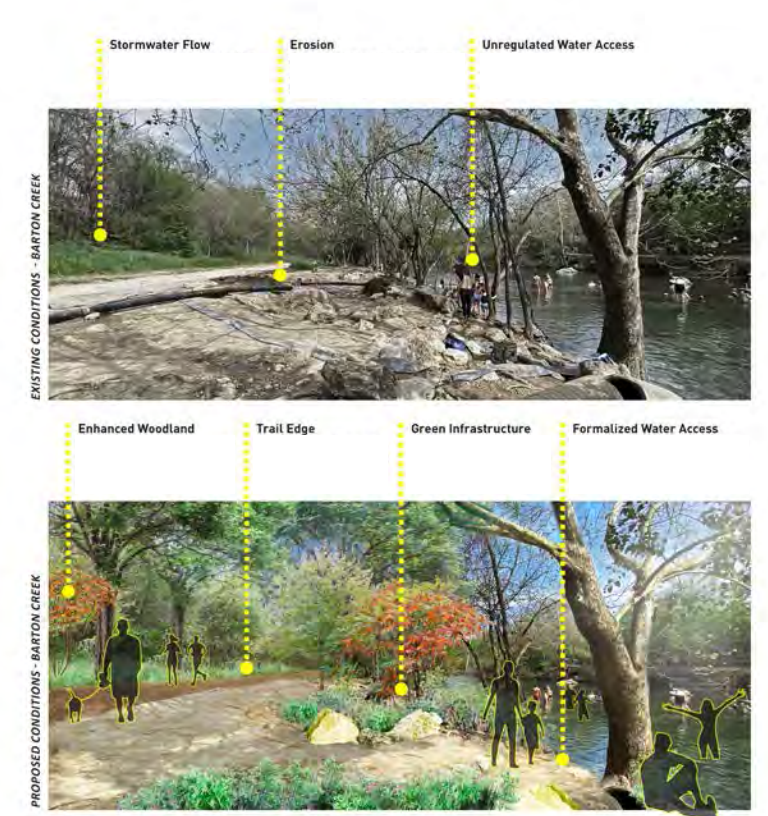 Stormwater Flow
Erosion
Unregulated Water Access
EXISTING CONDITIONS - BARTON CREEK
Enhanced Woodland
Trail Edge
Green Infrastructure
Formalized Water Access
PROPOSED CONDITIONS - BARTON CREEK